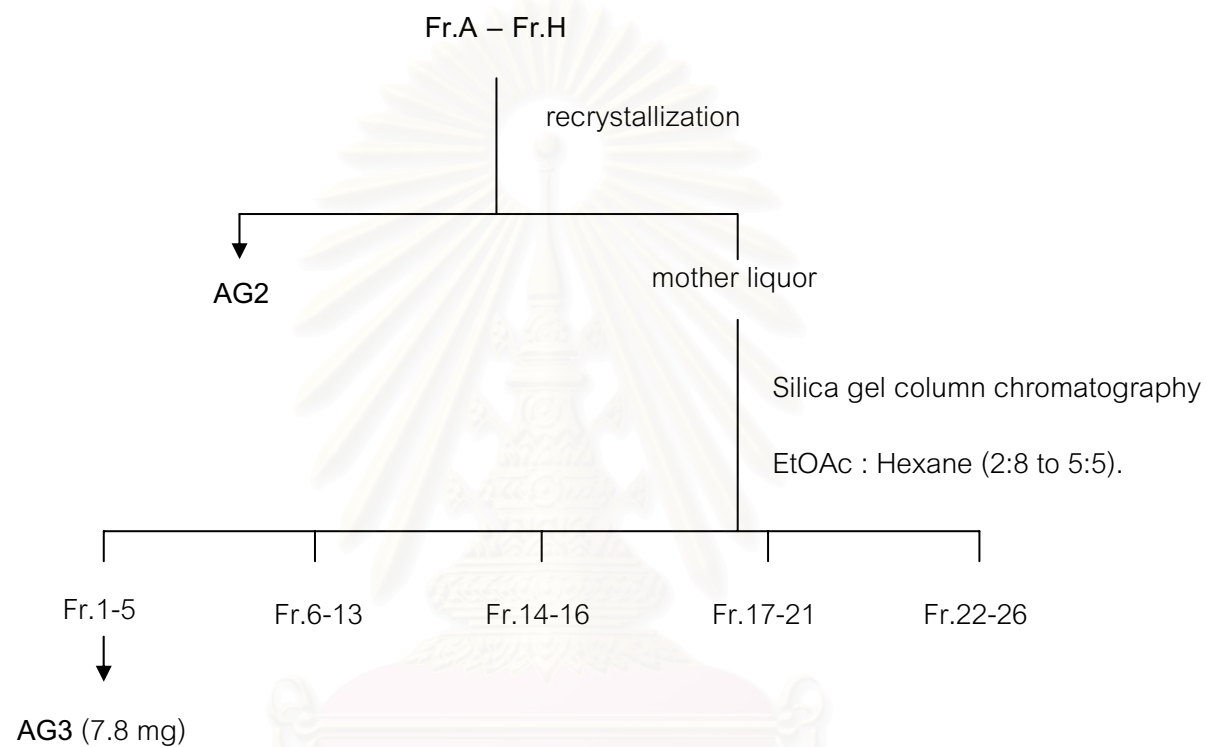 Fr.A – Fr.H
recrystallization
AG2
mother liquor
Silica gel column chromatography
EtOAc : Hexane (2:8 to 5:5).
Fr.1-5
Fr.6-13
Fr.14-16
Fr.17-21
Fr.22-26
AG3 (7.8 mg)